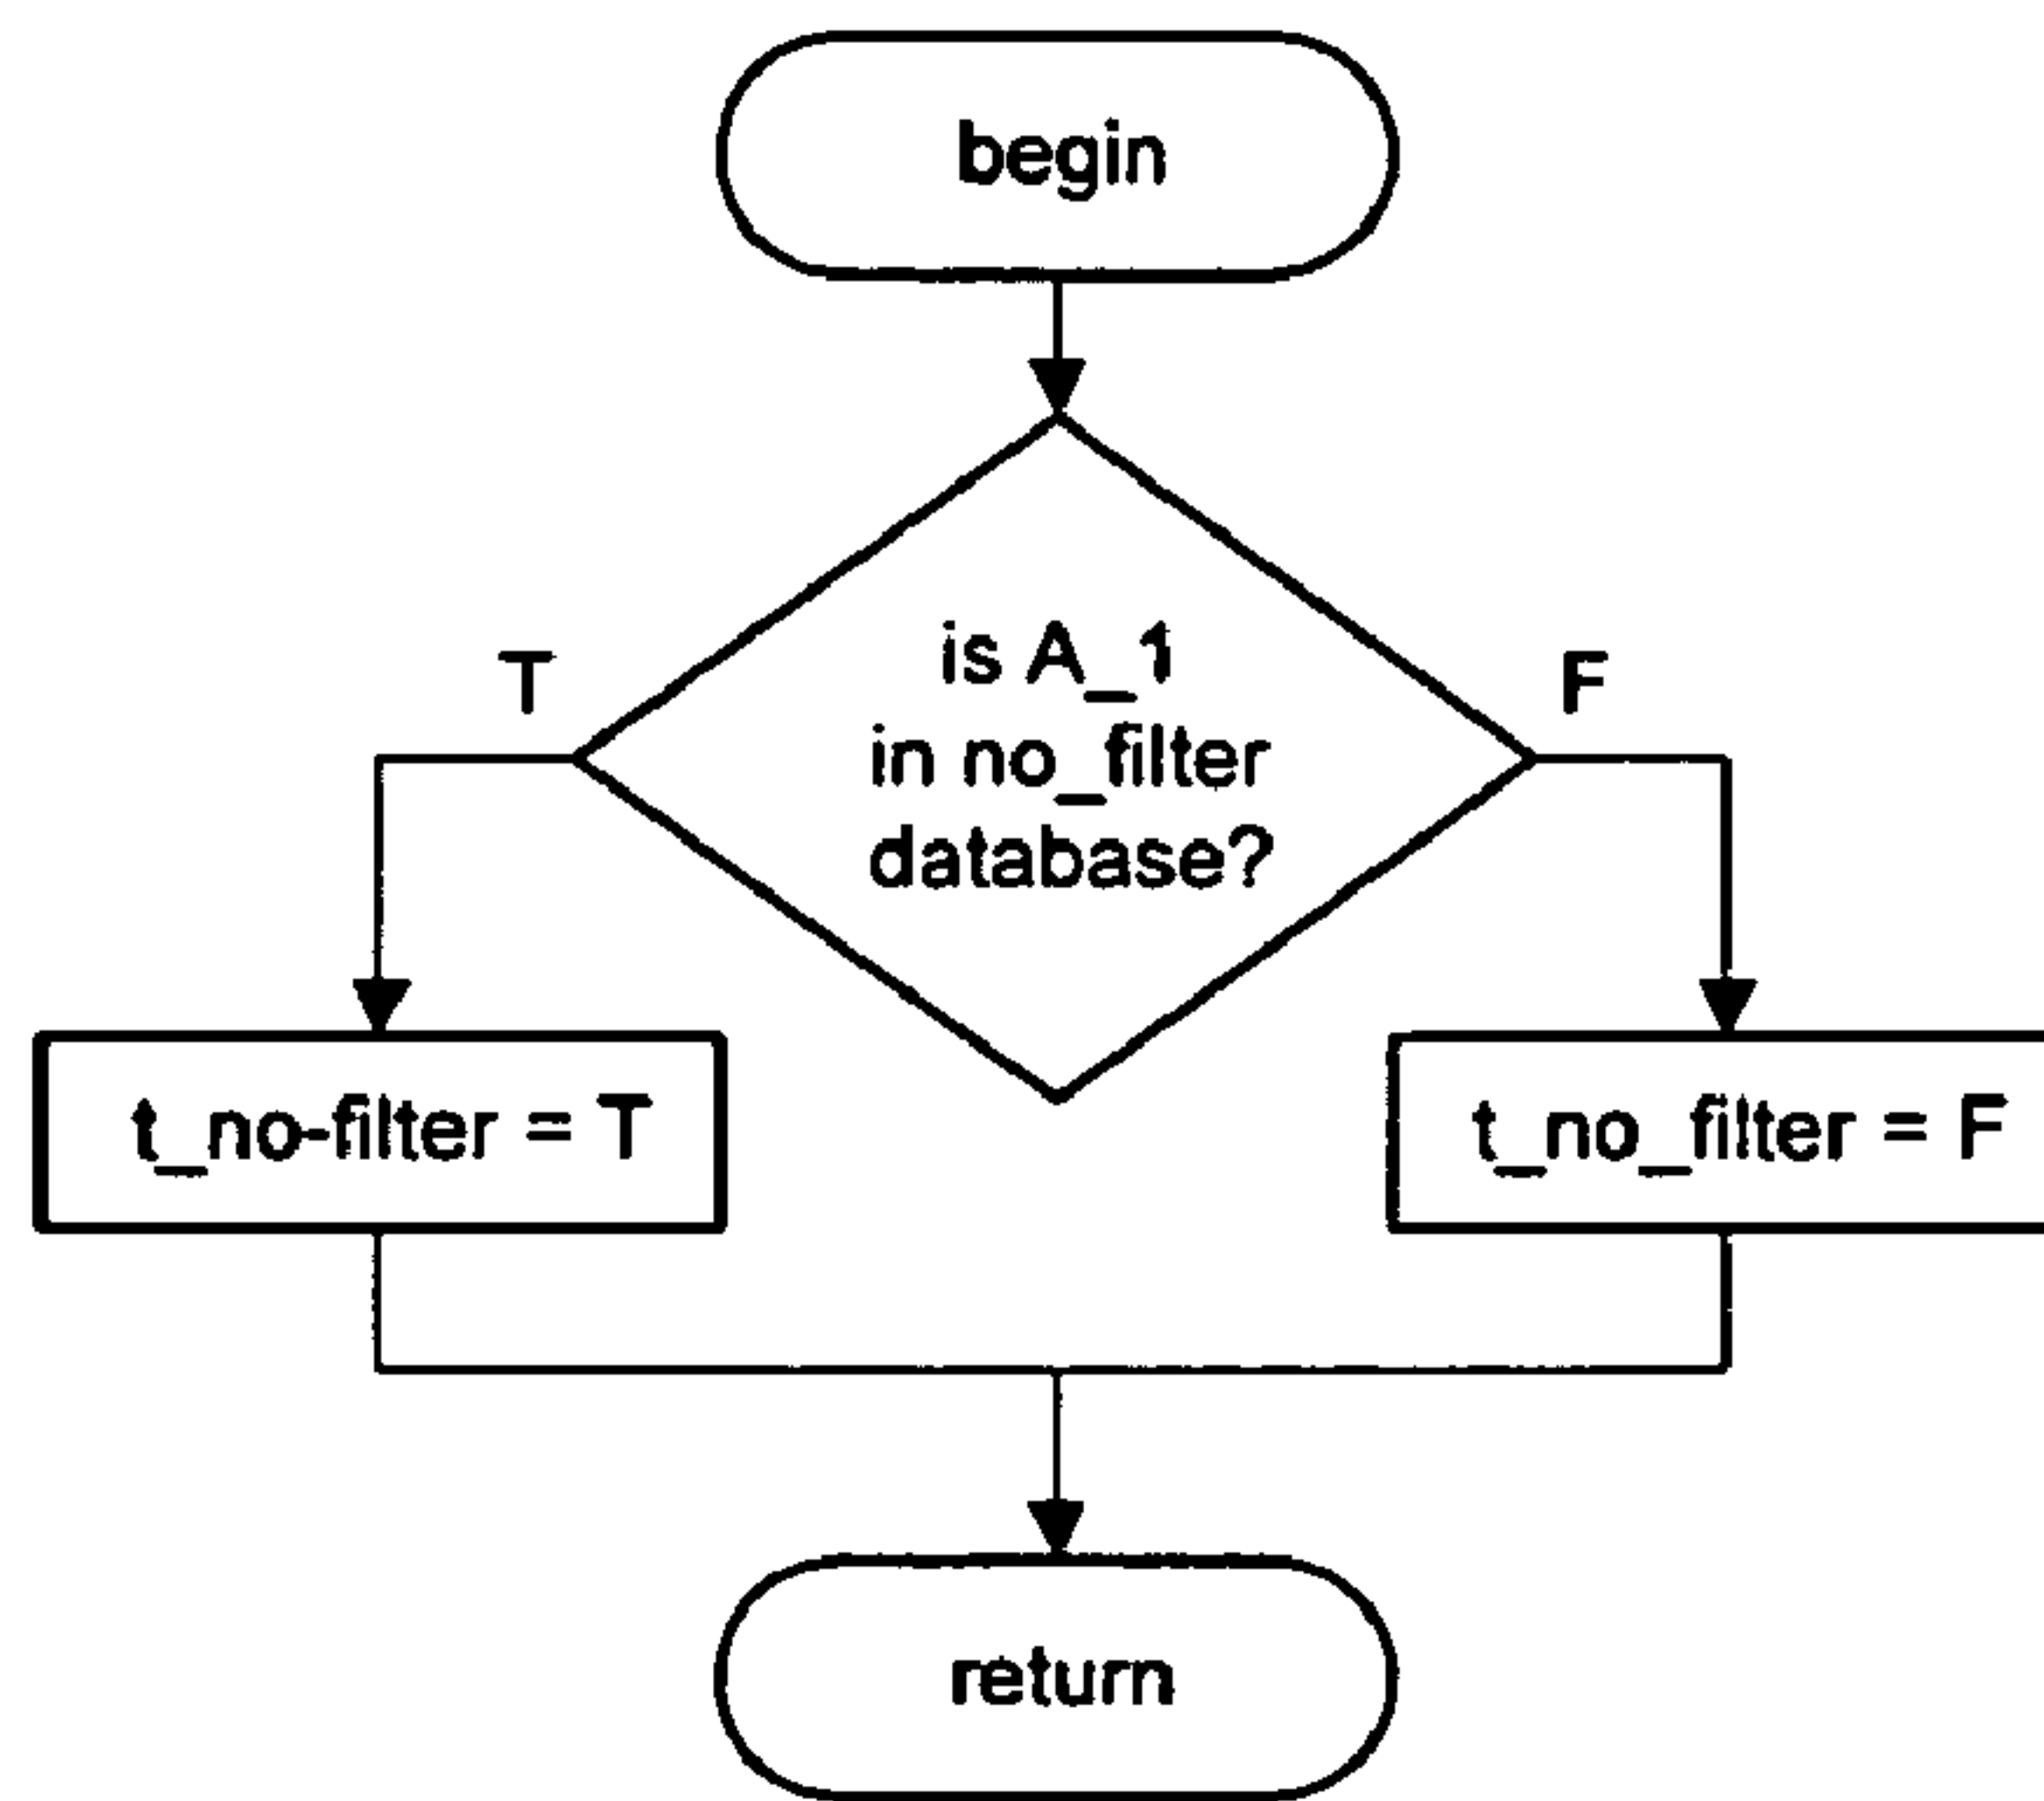 begin
is A_1
in no_filter
database?
T
F
t_no-filter = T
t_no_filter = F
return